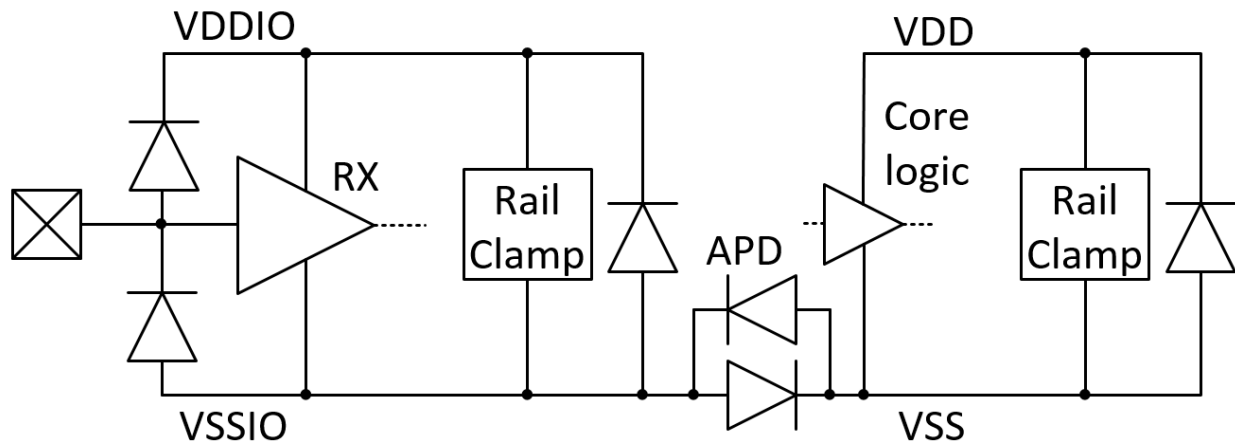 VDDIO
VDD
Core
logic
RX
Rail
Clamp
APD
Rail
Clamp
VSSIO
VSS